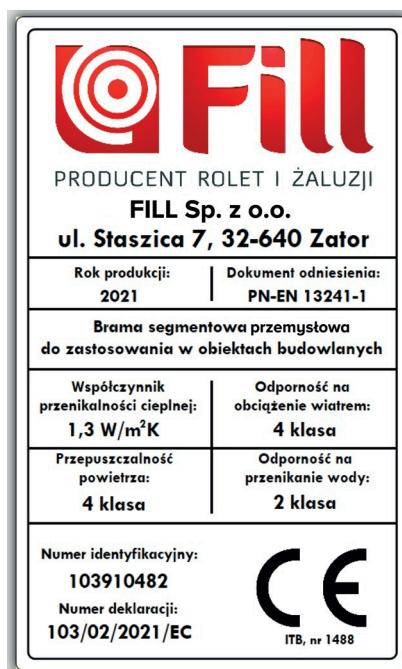 Fill
PRODUCENT ROLET I ŻALUZJI
FILL Sp. z o.o.
ul. Staszica 7, 32-640 Zator
Rok produkcji:
2021
Dokument odniesienia:
PN-EN 13241-1
Brama segmentowa przemysłowa
do zastosowania w obiektach budowlanych
Współczynnik
przenikalności cieplnej:
1,3 W/m²K
Odporność na
obciążenie wiatrem:
4 klasa
Przepuszczalność
powietrza:
4 klasa
Odporność na
przenikanie wody:
2 klasa
Numer identyfikacyjny:
103910482
Numer deklaracji:
103/02/2021/EC
CE
ITB, nr 1488